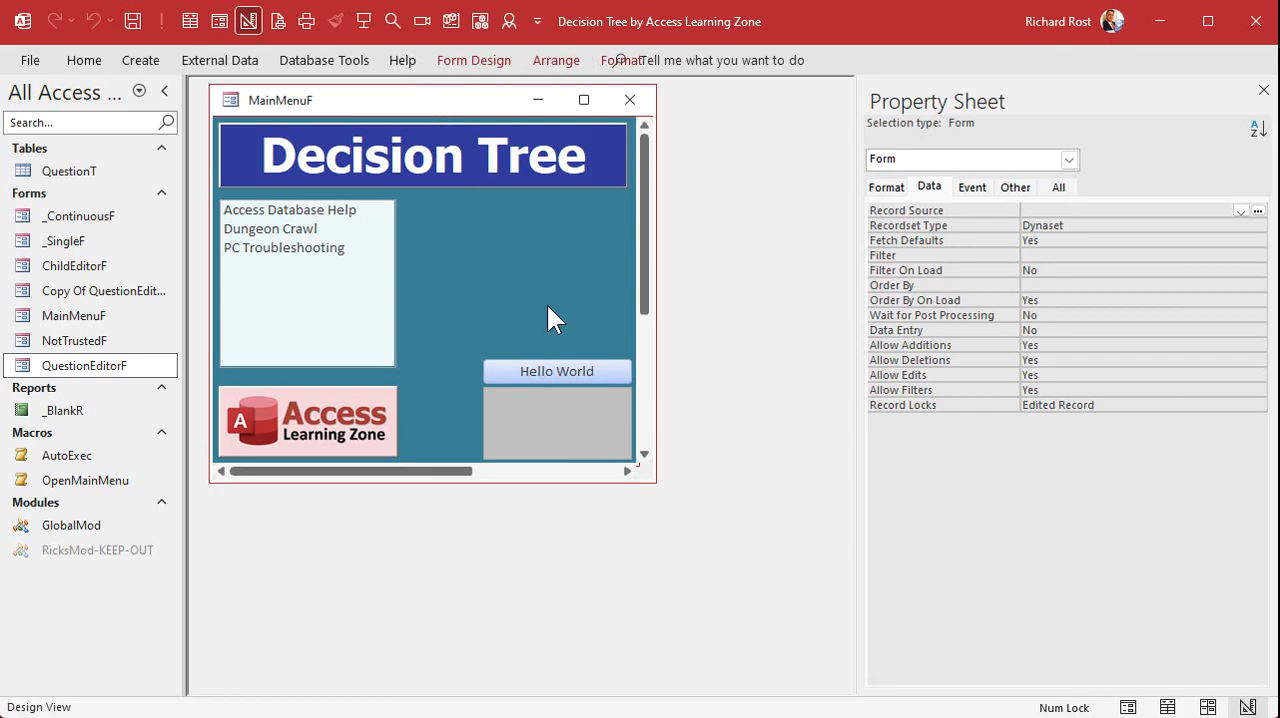 Decision Tree by Access Learning Zone
Richard Rost
File Home Create External Data Database Tools Help Form Design Arrange Format Tell me what you want to do
All Access ...
Search...
Tables
QuestionT
Forms
_ContinuousF
_SingleF
ChildEditorF
Copy Of QuestionEdit...
MainMenuF
NotTrustedF
QuestionEditorF
Reports
_BlankR
Macros
AutoExec
OpenMainMenu
Modules
GlobalMod
RicksMod-KEEP-OUT
MainMenuF
Decision Tree
Access Database Help
Dungeon Crawl
PC Troubleshooting
Hello World
A Access
Learning Zone
Property Sheet
Selection type: Form
Form
Format Data Event Other All
Record Source
Recordset Type Dynaset
Fetch Defaults Yes
Filter
Filter On Load No
Order By
Order By On Load Yes
Wait for Post Processing No
Data Entry No
Allow Additions Yes
Allow Deletions Yes
Allow Edits Yes
Allow Filters Yes
Record Locks Edited Record
Design View
Num Lock